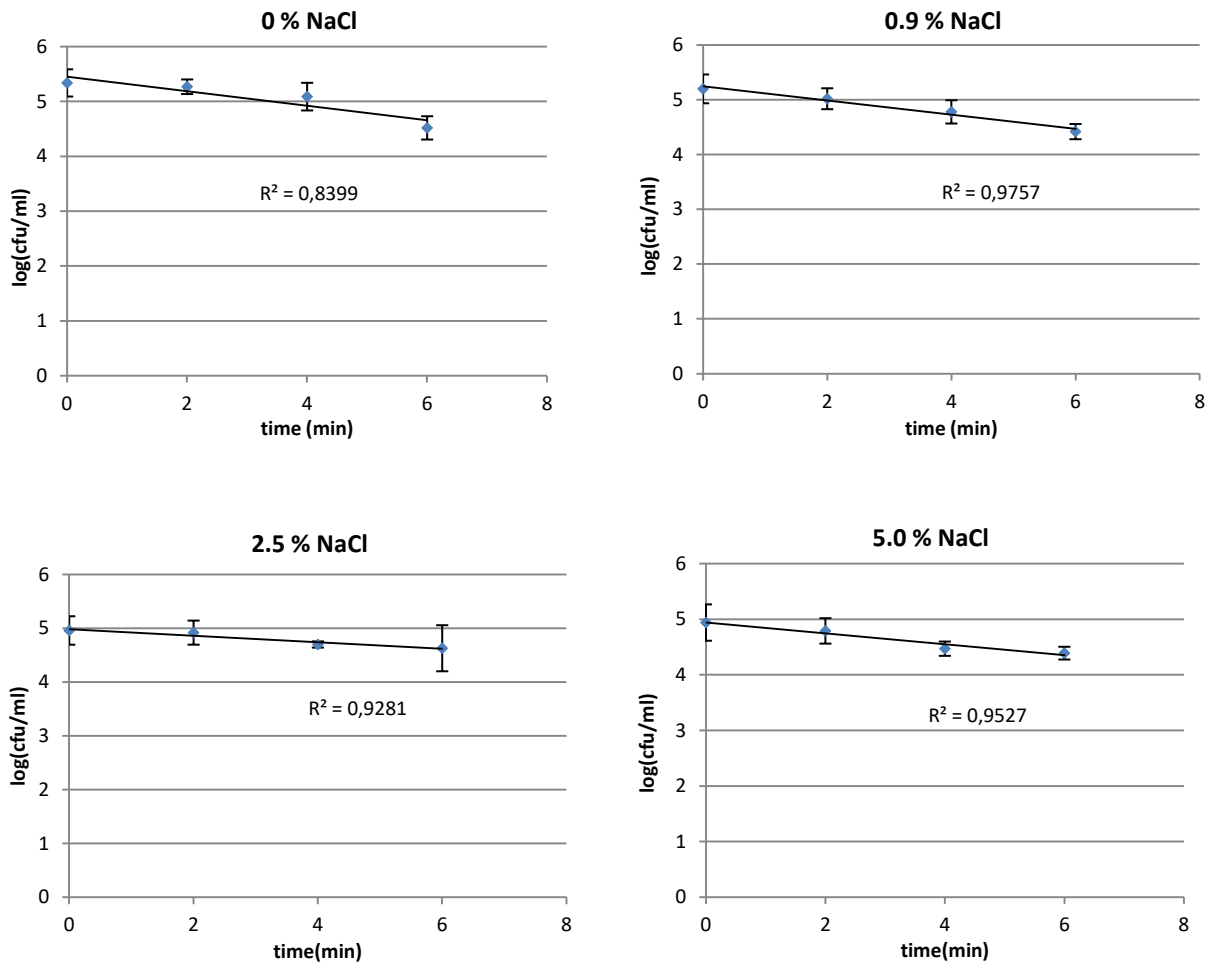 0 % NaCl
6
5
4
3
2
1
0
0 2 4 6 8
log(cfu/ml)
time (min)
R² = 0,8399
0.9 % NaCl
6
5
4
3
2
1
0
0 2 4 6 8
log(cfu/ml)
time (min)
R² = 0,9757
2.5 % NaCl
6
5
4
3
2
1
0
0 2 4 6 8
log(cfu/ml)
time(min)
R² = 0,9281
5.0 % NaCl
6
5
4
3
2
1
0
0 2 4 6 8
log(cfu/ml)
time(min)
R² = 0,9527